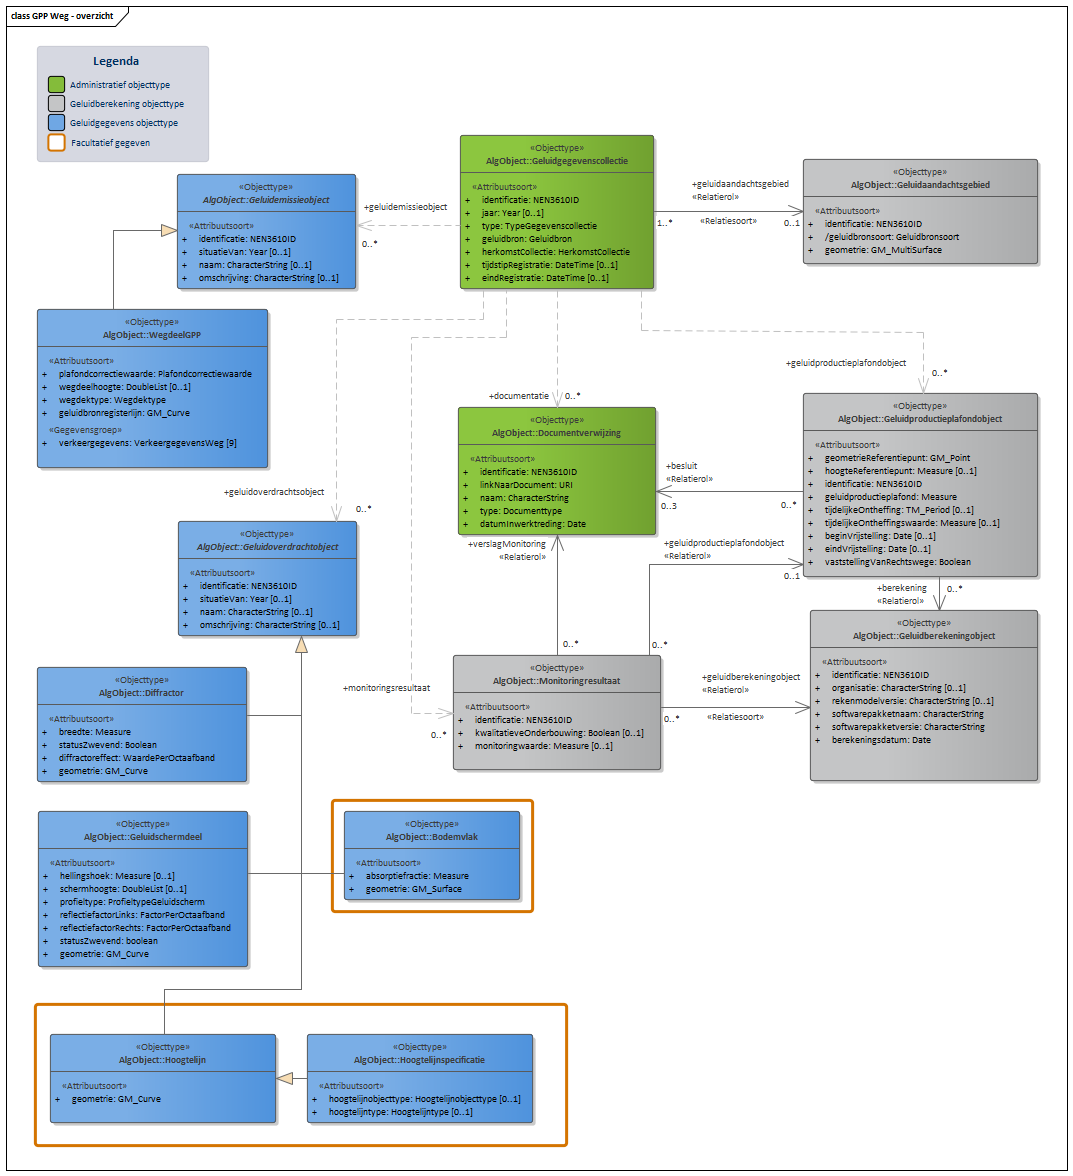 class GPP Weg - overzicht
Legenda
Administratief objecttype
Geluidberekening objecttype
Geluidgegevens objecttype
Facultatief gegeven
«Objecttype»
AlgObject::Geluidgegevenscollectie
«Attribuutsoort»
+ identificatie: NEN3610ID
+ jaar: Year [0..1]
+ type: TypeGegevenscollectie
+ geluidbron: Geluidbron
+ herkomstCollectie: HerkomstCollectie
+ tijdstipRegistratie: DateTime [0..1]
+ eindRegistratie: DateTime [0..1]
+geluidaandachtsgebied
«Relatierol»
1..*
«Relatiesoort»
0..1
«Objecttype»
AlgObject::Geluidaandachtsgebied
«Attribuutsoort»
+ identificatie: NEN3610ID
+ /geluidbronsoort: Geluidbronsoort
+ geometrie: GM_MultiSurface
«Objecttype»
AlgObject::Geluidemissieobject
«Attribuutsoort»
+ identificatie: NEN3610ID
+ situatieVan: Year [0..1]
+ naam: CharacterString [0..1]
+ omschrijving: CharacterString [0..1]
+geluidemissieobject
0..*
«Objecttype»
AlgObject::WegdeelGPP
«Attribuutsoort»
+ plafondcorrectiewaarde: Plafondcorrectiewaarde
+ wegdeelhoogte: DoubleList [0..1]
+ wegdektype: Wegdektype
+ geluidbronregisterlijn: GM_Curve
«Gegevensgroep»
+ verkeergegevens: VerkeergegevensWeg [9]
+geluidproductieplafondobject
0..*
+documentatie
0..*
«Objecttype»
AlgObject::Documentverwijzing
«Attribuutsoort»
+ identificatie: NEN3610ID
+ linkNaarDocument: URI
+ naam: CharacterString
+ type: Documenttype
+ datumInwerktreding: Date
+besluit
«Relatierol»
0..3
0..*
«Objecttype»
AlgObject::Geluidproductieplafondobject
«Attribuutsoort»
+ geometrieReferentiepunt: GM_Point
+ hoogteReferentiepunt: Measure [0..1]
+ identificatie: NEN3610ID
+ geluidproductieplafond: Measure
+ tijdelijkeOntheffing: TM_Period [0..1]
+ tijdelijkeOntheffingswaarde: Measure [0..1]
+ beginVrijstelling: Date [0..1]
+ eindVrijstelling: Date [0..1]
+ vaststellingVanRechtswege: Boolean
+geluidoverdrachtsobject
0..*
«Objecttype»
AlgObject::Geluidoverdrachtobject
«Attribuutsoort»
+ identificatie: NEN3610ID
+ situatieVan: Year [0..1]
+ naam: CharacterString [0..1]
+ omschrijving: CharacterString [0..1]
+verslagMonitoring
«Relatierol»
0..*
+geluidproductieplafondobject
«Relatierol»
0..1
0..*
+berekening
«Relatierol»
0..*
«Objecttype»
AlgObject::Geluidberekeningobject
«Attribuutsoort»
+ identificatie: NEN3610ID
+ organisatie: CharacterString [0..1]
+ rekenmodelversie: CharacterString [0..1]
+ softwarepakketnaam: CharacterString
+ softwarepakketversie: CharacterString
+ berekeningsdatum: Date
+monitoringsresultaat
0..*
«Objecttype»
AlgObject::Monitoringresultaat
«Attribuutsoort»
+ identificatie: NEN3610ID
+ kwalitatieveOnderbouwing: Boolean [0..1]
+ monitoringwaarde: Measure [0..1]
+geluidberekeningobject
«Relatierol»
0..*
«Relatiesoort»
«Objecttype»
AlgObject::Diffractor
«Attribuutsoort»
+ breedte: Measure
+ statusZwevend: Boolean
+ diffractoreffect: WaardePerOctaafband
+ geometrie: GM_Curve
«Objecttype»
AlgObject::Geluidschermdeel
«Attribuutsoort»
+ hellingshoek: Measure [0..1]
+ schermhoogte: DoubleList [0..1]
+ profieltype: ProfieltypeGeluidscherm
+ reflectiefactorLinks: FactorPerOctaafband
+ reflectiefactorRechts: FactorPerOctaafband
+ statusZwevend: boolean
+ geometrie: GM_Curve
«Objecttype»
AlgObject::Bodemvlak
«Attribuutsoort»
+ absorptiefractie: Measure
+ geometrie: GM_Surface
«Objecttype»
AlgObject::Hoogtelijn
«Attribuutsoort»
+ geometrie: GM_Curve
«Objecttype»
AlgObject::Hoogtelijnspecificatie
«Attribuutsoort»
+ hoogtelijnobjecttype: Hoogtelijnobjecttype [0..1]
+ hoogtelijntype: Hoogtelijntype [0..1]